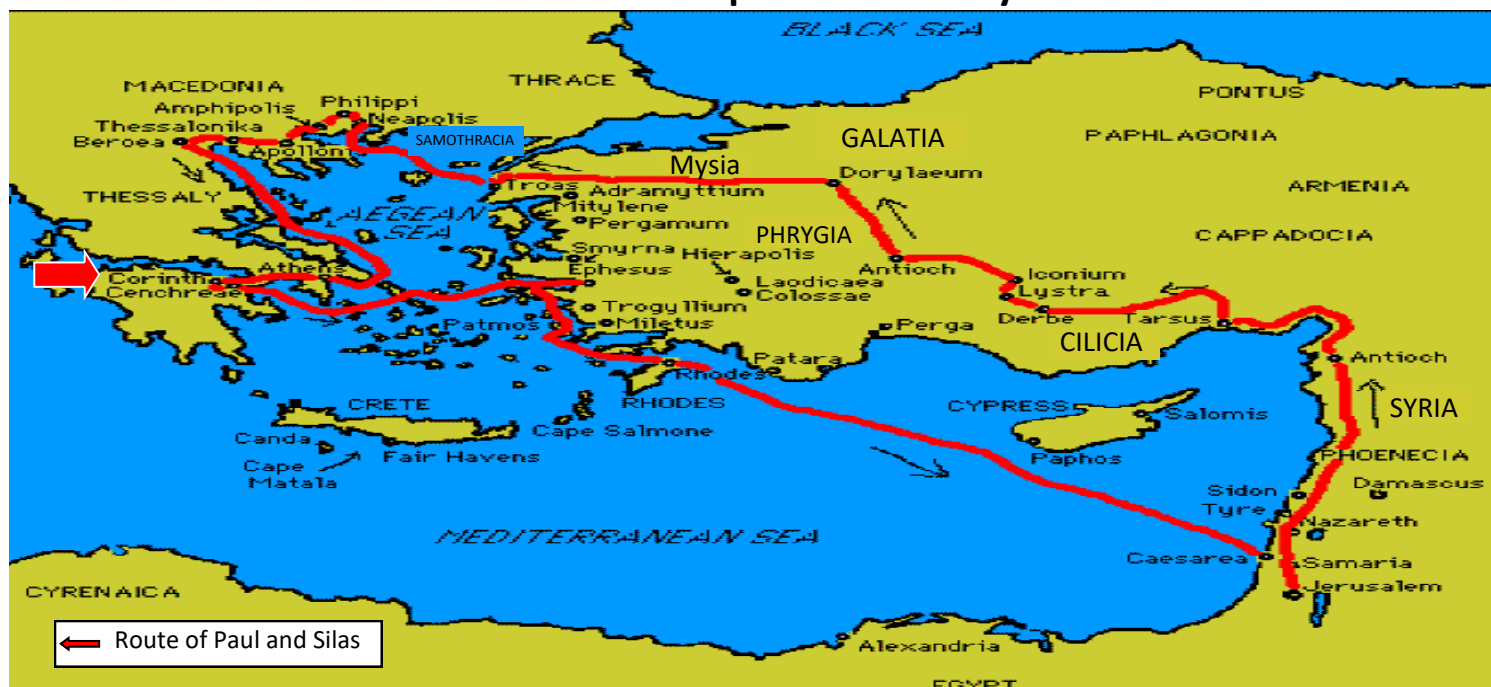 BLACK SEA
THRACE
MACEDONIA
PONTUS
Amphipolis
Philippi
Neapolis
Thessalonika
GALATIA
PAPHLAGONIA
Beroea
Apolloni
SAMOTHRACIA
Mysia
Dorylaeum
ARMENIA
THESSALY
Troas
Adramyttium
Mitylene
Pergamum
AEGEAN
SEA
PHRYGIA
CAPPADOCIA
Smyrna
Hierapolis
Ephesus
Antioch
Iconium
Corinth
Athens
Laodicaea
Lystra
Cenchreae
Colossae
Trogyllium
Derbe
Tarsus
Patmos
Miletus
Perga
CILICIA
Patara
Antioch
Rhodes
CRETE
RHODES
CYPRESS
Salomis
SYRIA
Canda
Cape Salmone
Cape
Matala
Fair Havens
Paphos
PHOENECIA
Sidon
Damascus
Tyre
Nazareth
MEDITERRANEAN SEA
Caesarea
Samaria
Jerusalem
CYRENAICA
Route of Paul and Silas
Alexandria
EGYPT